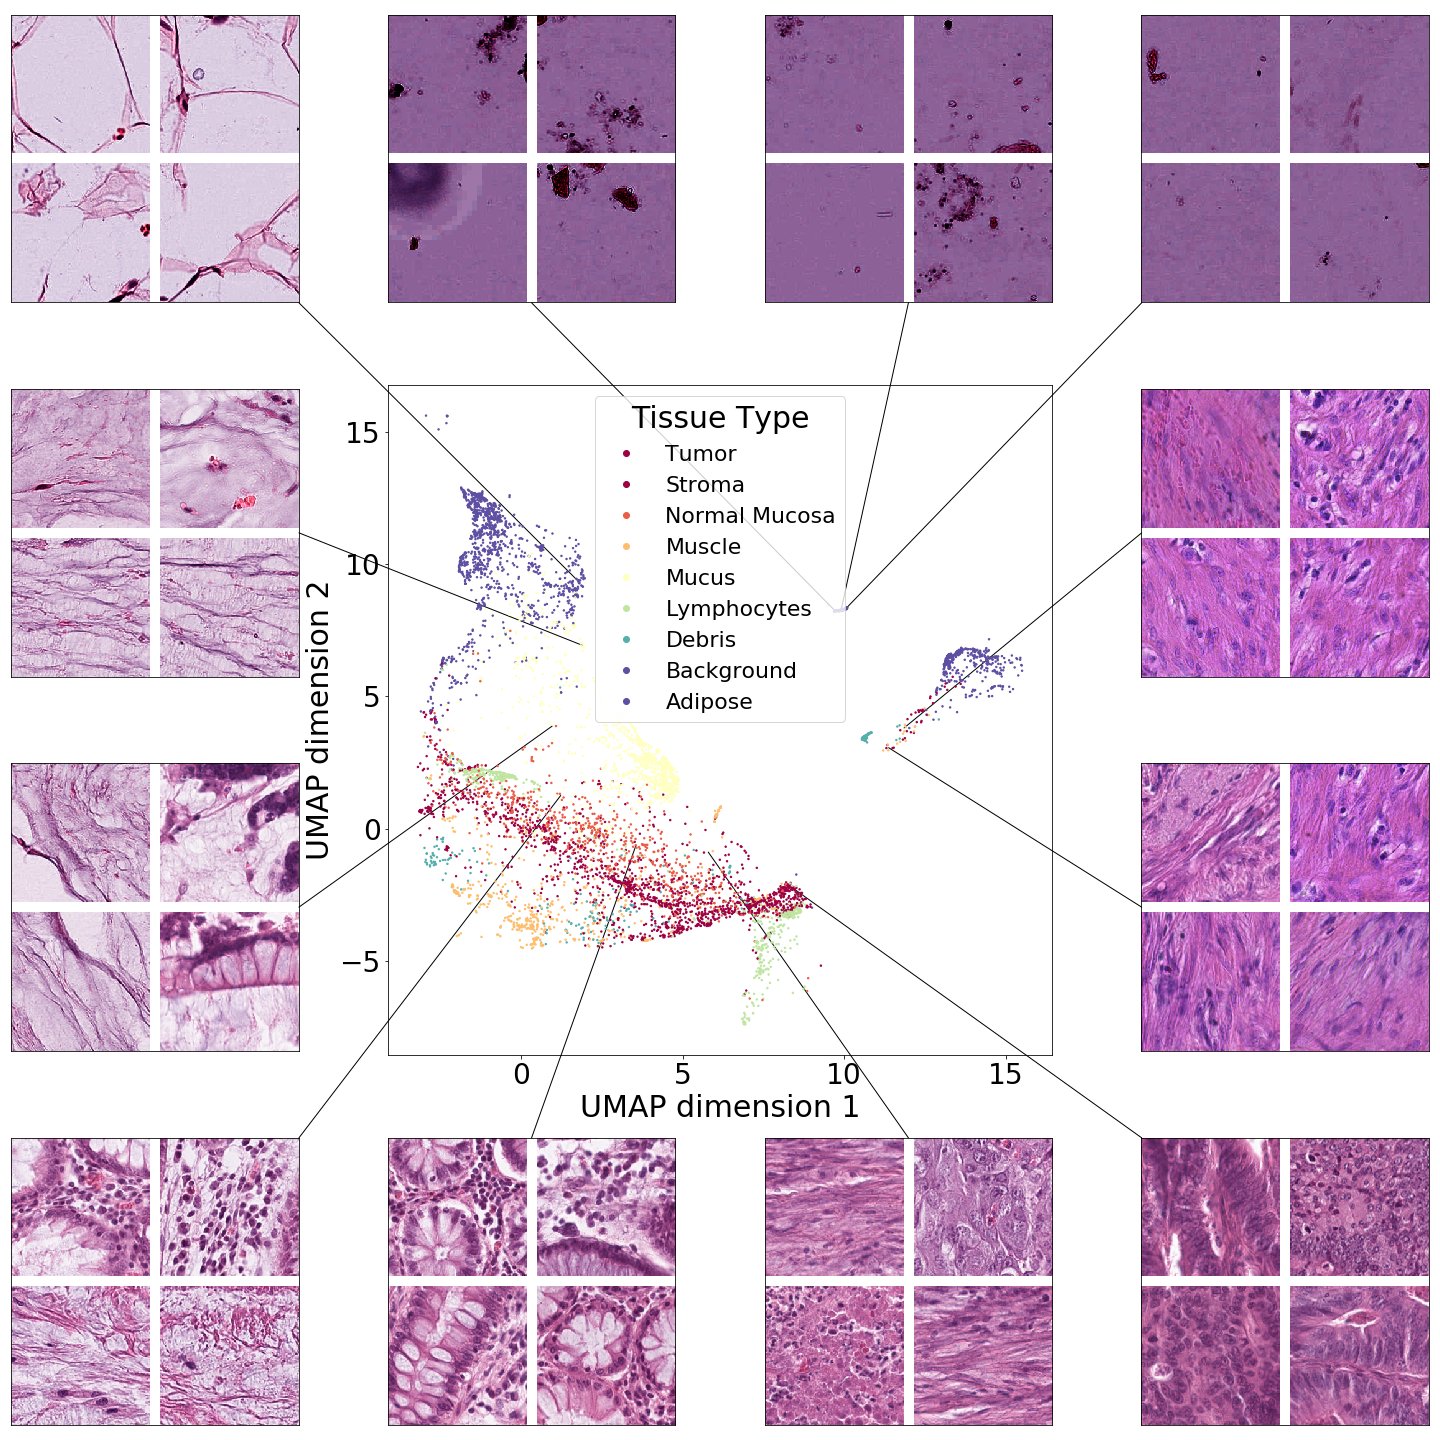 Tissue Type
Tumor
Stroma
Normal Mucosa
Muscle
Mucus
Lymphocytes
Debris
Background
Adipose
15
10
5
0
−5
UMAP dimension 2
0 5 10 15
UMAP dimension 1